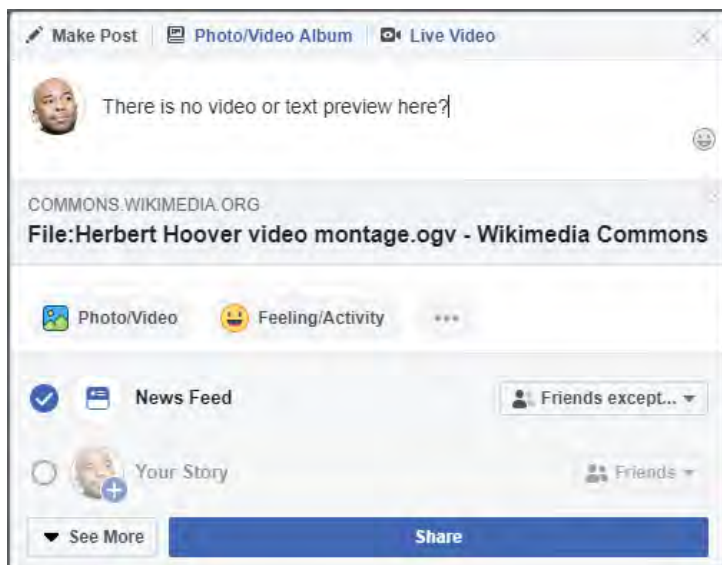 Make Post Photo/Video Album Live Video
There is no video or text preview here?
COMMONS.WIKIMEDIA.ORG
File:Herbert Hoover video montage.ogv - Wikimedia Commons
Photo/Video Feeling/Activity
News Feed Friends except...
Your Story Friends
See More Share